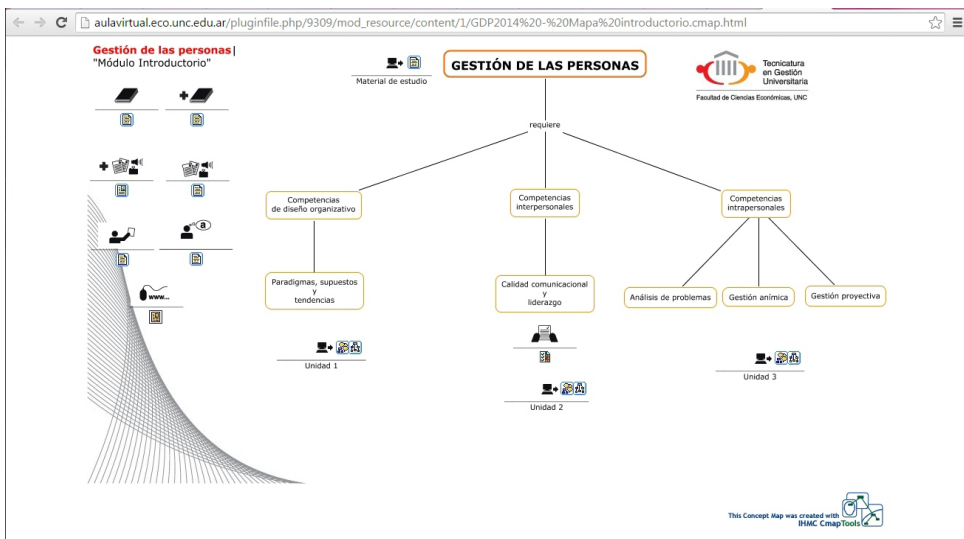 aulavirtual.eco.unc.edu.ar/pluginfile.php/9309/mod_resource/content/1/GDP2014%20-%20Mapa%20introductorio.cmap.html
Gestión de las personas|
"Módulo Introductorio"
Material de estudio
GESTIÓN DE LAS PERSONAS
Tecnicatura
en Gestión
Universitaria
Facultad de Ciencias Económicas, UNC
requiere
Competencias
de diseño organizativo
Competencias
interpersonales
Competencias
intrapersonales
a
www...
Paradigmas, supuestos
y
tendencias
Calidad comunicacional
y
liderazgo
Análisis de problemas
Gestión anímica
Gestión proyectiva
Unidad 1
Unidad 2
Unidad 3
This Concept Map was created with
IHMC CmapTools